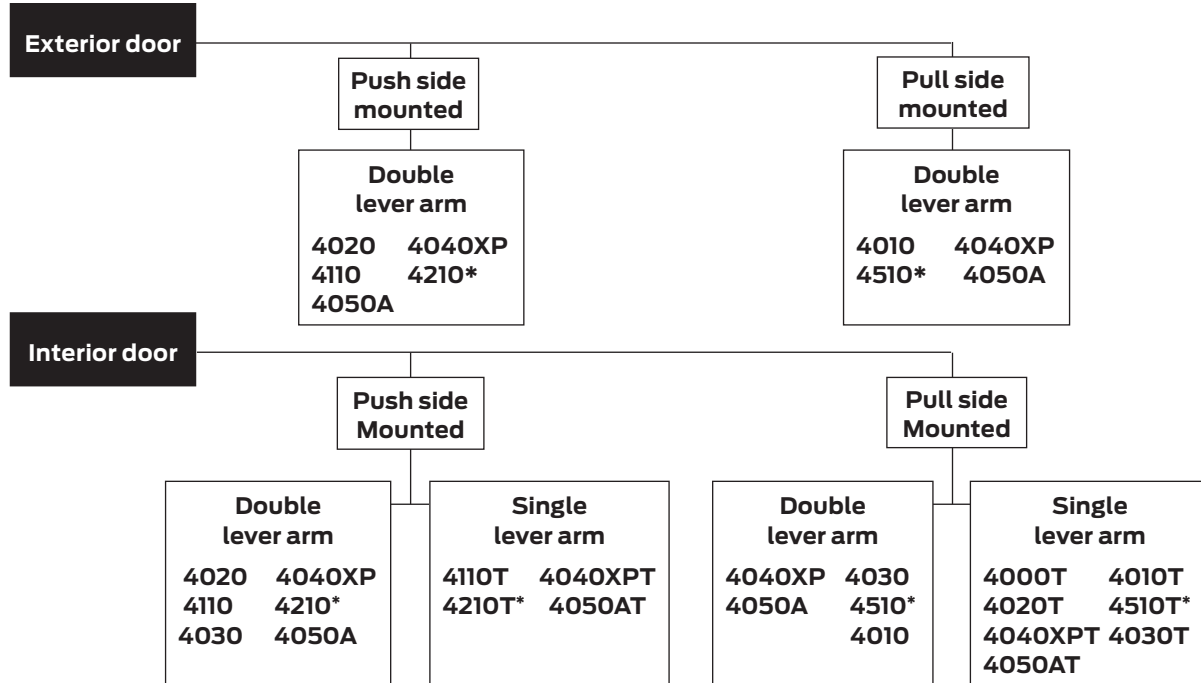 Exterior door
Push side
mounted
Pull side
mounted
Double
lever arm
4020 4040XP
4110 4210*
4050A
Double
lever arm
4010 4040XP
4510* 4050A
Interior door
Push side
Mounted
Pull side
Mounted
Double
lever arm
4020 4040XP
4110 4210*
4030 4050A
Single
lever arm
4110T 4040XPT
4210T* 4050AT
Double
lever arm
4040XP 4030
4050A 4510*
4010
Single
lever arm
4000T 4010T
4020T 4510T*
4040XPT 4030T
4050AT